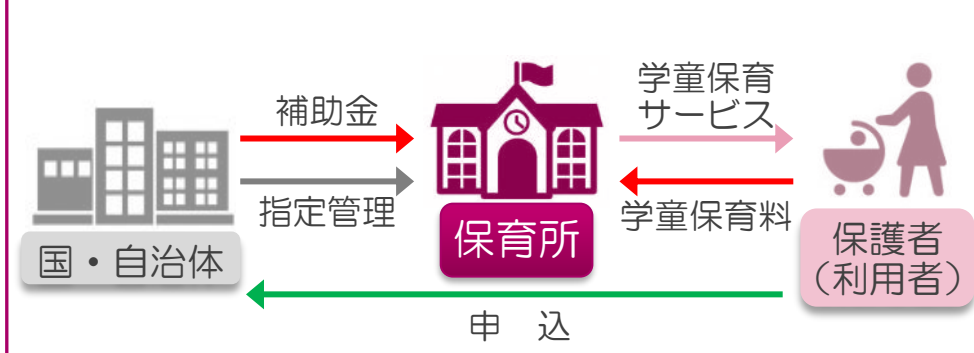 補助金
指定管理
国・自治体
保育所
学童保育
サービス
学童保育料
保護者
（利用者）
申　込